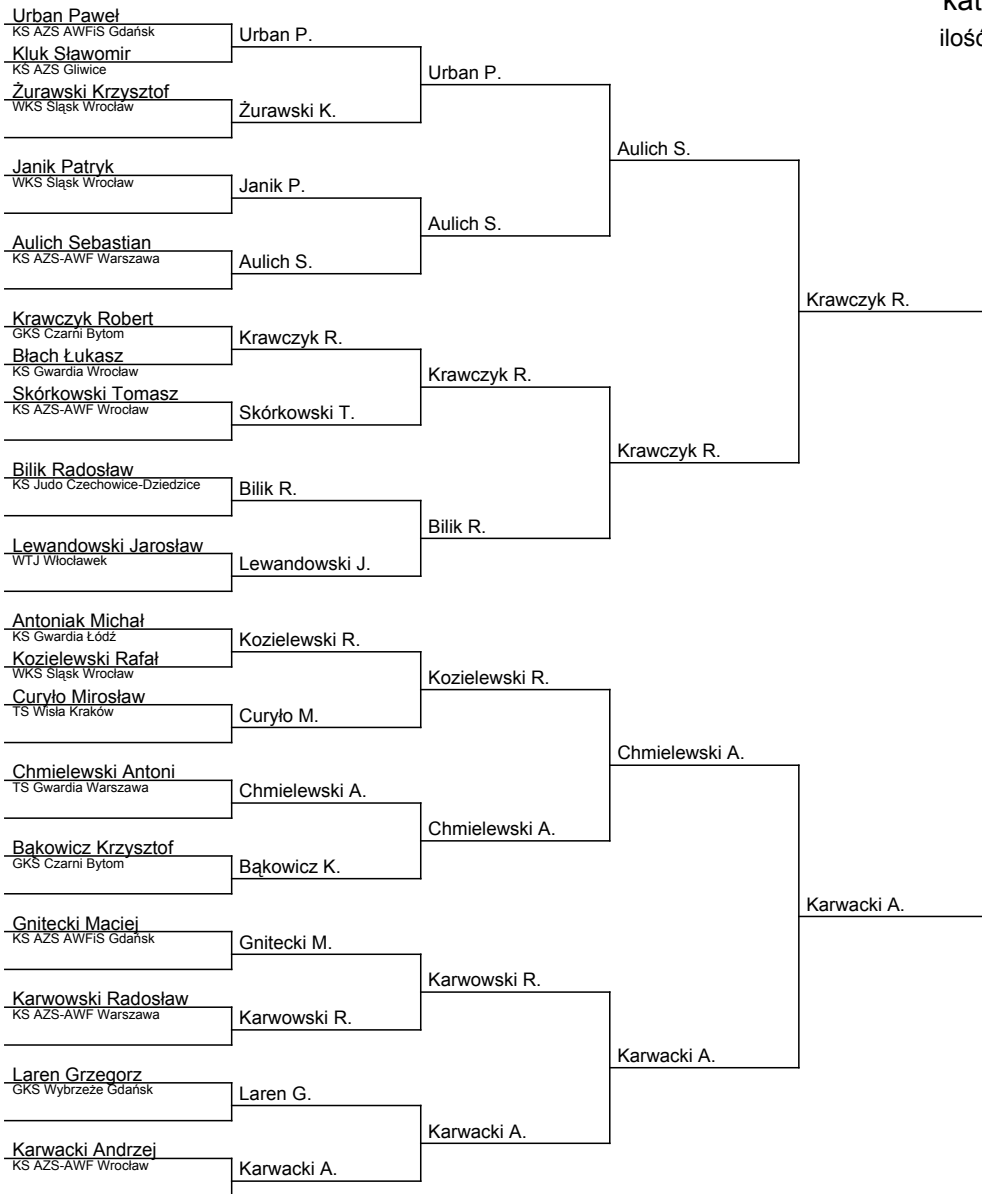 kat
ilość
Urban Paweł
KS AZS AWFiS Gdańsk
Kluk Sławomir
KS AZS Gliwice
Żurawski Krzysztof
WKS Śląsk Wrocław
Janik Patryk
WKS Śląsk Wrocław
Aulich Sebastian
KS AZS-AWF Warszawa
Krawczyk Robert
GKS Czarni Bytom
Błach Łukasz
KS Gwardia Wrocław
Skórkowski Tomasz
KS AZS-AWF Wrocław
Bilik Radosław
KS Judo Czechowice-Dziedzice
Lewandowski Jarosław
WTJ Włocławek
Antoniak Michał
KS Gwardia Łódź
Kozielewski Rafał
WKS Śląsk Wrocław
Curyło Mirosław
TS Wisła Kraków
Chmielewski Antoni
TS Gwardia Warszawa
Bąkowicz Krzysztof
GKS Czarni Bytom
Gnitecki Maciej
KS AZS AWFiS Gdańsk
Karwowski Radosław
KS AZS-AWF Warszawa
Laren Grzegorz
GKS Wybrzeże Gdańsk
Karwacki Andrzej
KS AZS-AWF Wrocław
Urban P.
Żurawski K.
Janik P.
Aulich S.
Krawczyk R.
Skórkowski T.
Bilik R.
Lewandowski J.
Kozielewski R.
Curyło M.
Chmielewski A.
Bąkowicz K.
Gnitecki M.
Karwowski R.
Laren G.
Karwacki A.
Urban P.
Aulich S.
Krawczyk R.
Bilik R.
Kozielewski R.
Chmielewski A.
Karwowski R.
Karwacki A.
Aulich S.
Krawczyk R.
Chmielewski A.
Karwacki A.
Krawczyk R.
Karwacki A.